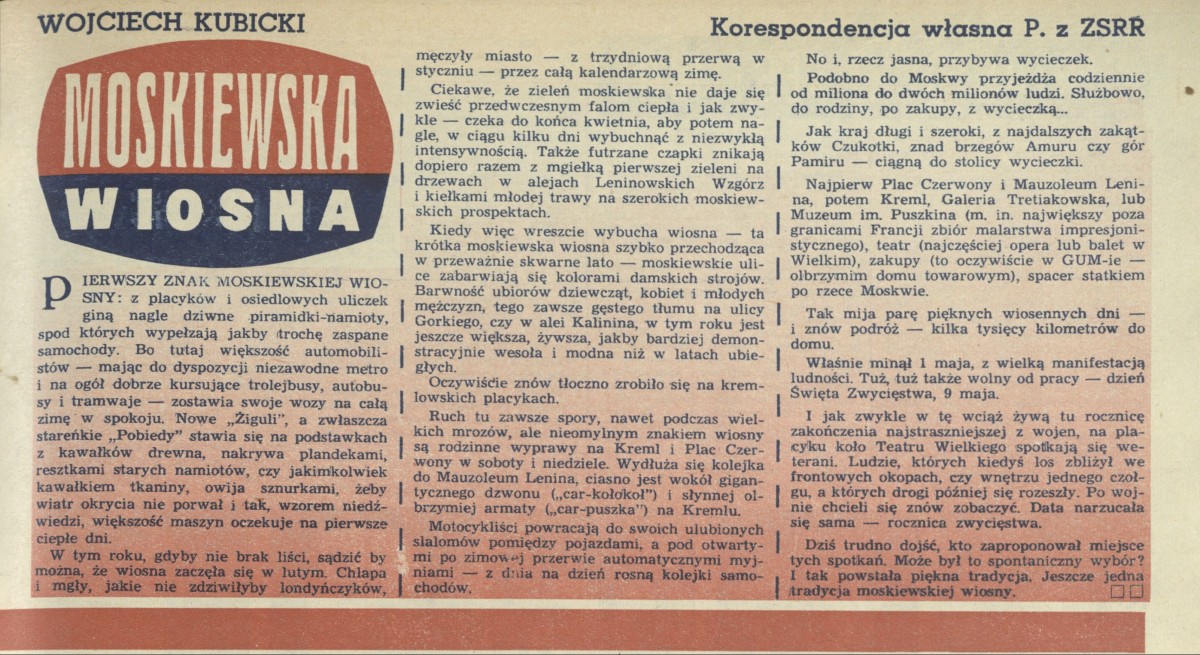 WOJCIECH KUBICKI
Korespondencja własna P. z ZSRR
MOSKIEWSKA
WIOSNA
PIERWSZY ZNAK MOSKIEWSKIEJ WIO-
SNY: z placyków i osiedlowych uliczek
giną nagle dziwne piramidki-namioty,
spod których wypełzają jakby trochę zaspane
samochody. Bo tutaj większość automobili-
stów — mając do dyspozycji niezawodne metro
i na ogół dobrze kursujące trolejbusy, autobu-
sy i tramwaje — zostawia swoje wozy na całą
zimę w spokoju. Nowe „Żiguli”, a zwłaszcza
stareńkie „Pobiedy” stawia się na podstawkach
z kawałków drewna, nakrywa plandekami,
resztkami starych namiotów, czy jakimkolwiek
kawałkiem tkaniny, owija sznurkami, żeby
wiatr okrycia nie porwał i tak, wzorem niedź-
wiedzi, większość maszyn oczekuje na pierwsze
ciepłe dni.
W tym roku, gdyby nie brak liści, sądzić by
można, że wiosna zaczęła się w lutym. Chlapa
i mgły, jakie nie zdziwiłyby londyńczyków,
męczyły miasto — z trzydniową przerwą w
styczniu — przez całą kalendarzową zimę.
Ciekawe, że zieleń moskiewska nie daje się
zwieść przedwczesnym falom ciepła i jak zwy-
kle — czeka do końca kwietnia, aby potem na-
gle, w ciągu kilku dni wybuchnąć z niezwykłą
intensywnością. Także futrzane czapki znikają
dopiero razem z mgiełką pierwszej zieleni na
drzewach w alejach Leninowskich Wzgórz
i kiełkami młodej trawy na szerokich moskiew-
skich prospektach.
Kiedy więc wreszcie wybucha wiosna — ta
krótka moskiewska wiosna szybko przechodząca
w przeważnie skwarne lato — moskiewskie uli-
ce zabarwiają się kolorami damskich strojów.
Barwność ubiorów dziewcząt, kobiet i młodych
mężczyzn, tego zawsze gęstego tłumu na ulicy
Gorkiego, czy w alei Kalinina, w tym roku jest
jeszcze większa, żywsza, jakby bardziej demon-
stracyjnie wesoła i modna niż w latach ubie-
głych.
Oczywiście znów tłoczno zrobiło się na krem-
lowskich placykach.
Ruch tu zawsze spory, nawet podczas wiel-
kich mrozów, ale nieomylnym znakiem wiosny
są rodzinne wyprawy na Kreml i Plac Czer-
wony w soboty i niedziele. Wydłuża się kolejka
do Mauzoleum Lenina, ciasno jest wokół gigan-
tycznego dzwonu („car-kołokoł”) i słynnej ol-
brzymiej armaty („car-puszka”) na Kremlu.
Motocykliści powracają do swoich ulubionych
slalomów pomiędzy pojazdami, a pod otwarty-
mi po zimowej przerwie automatycznymi myj-
niami — z dnia na dzień rosną kolejki samo-
chodów.
No i, rzecz jasna, przybywa wycieczek.
Podobno do Moskwy przyjeżdża codziennie
od miliona do dwóch milionów ludzi. Służbowo,
do rodziny, po zakupy, z wycieczką...
Jak kraj długi i szeroki, z najdalszych zakąt-
ków Czukotki, znad brzegów Amuru czy gór
Pamiru — ciągną do stolicy wycieczki.
Najpierw Plac Czerwony i Mauzoleum Leni-
na, potem Kreml, Galeria Tretiakowska, lub
Muzeum im. Puszkina (m. in. największy poza
granicami Francji zbiór malarstwa impresjoni-
stycznego), teatr (najczęściej opera lub balet w
Wielkim), zakupy (to oczywiście w GUM-ie —
olbrzymim domu towarowym), spacer statkiem
po rzece Moskwie.
Tak mija parę pięknych wiosennych dni —
i znów podróż — kilka tysięcy kilometrów do
domu.
Właśnie minął 1 maja, z wielką manifestacją
ludności. Tuż, tuż także wolny od pracy — dzień
Święta Zwycięstwa, 9 maja.
I jak zwykle w tę wciąż żywą tu rocznicę
zakończenia najstraszniejszej z wojen, na pla-
cyku koło Teatru Wielkiego spotkają się we-
terani. Ludzie, których kiedyś los zbliżył we
frontowych okopach, czy wnętrzu jednego czoł-
gu, a których drogi później się rozeszły. Po woj-
nie chcieli się znów zobaczyć. Data narzucała
się sama — rocznica zwycięstwa.
Dziś trudno dojść, kto zaproponował miejsce
tych spotkań. Może był to spontaniczny wybór?
I tak powstała piękna tradycja. Jeszcze jedna
tradycja moskiewskiej wiosny. □□